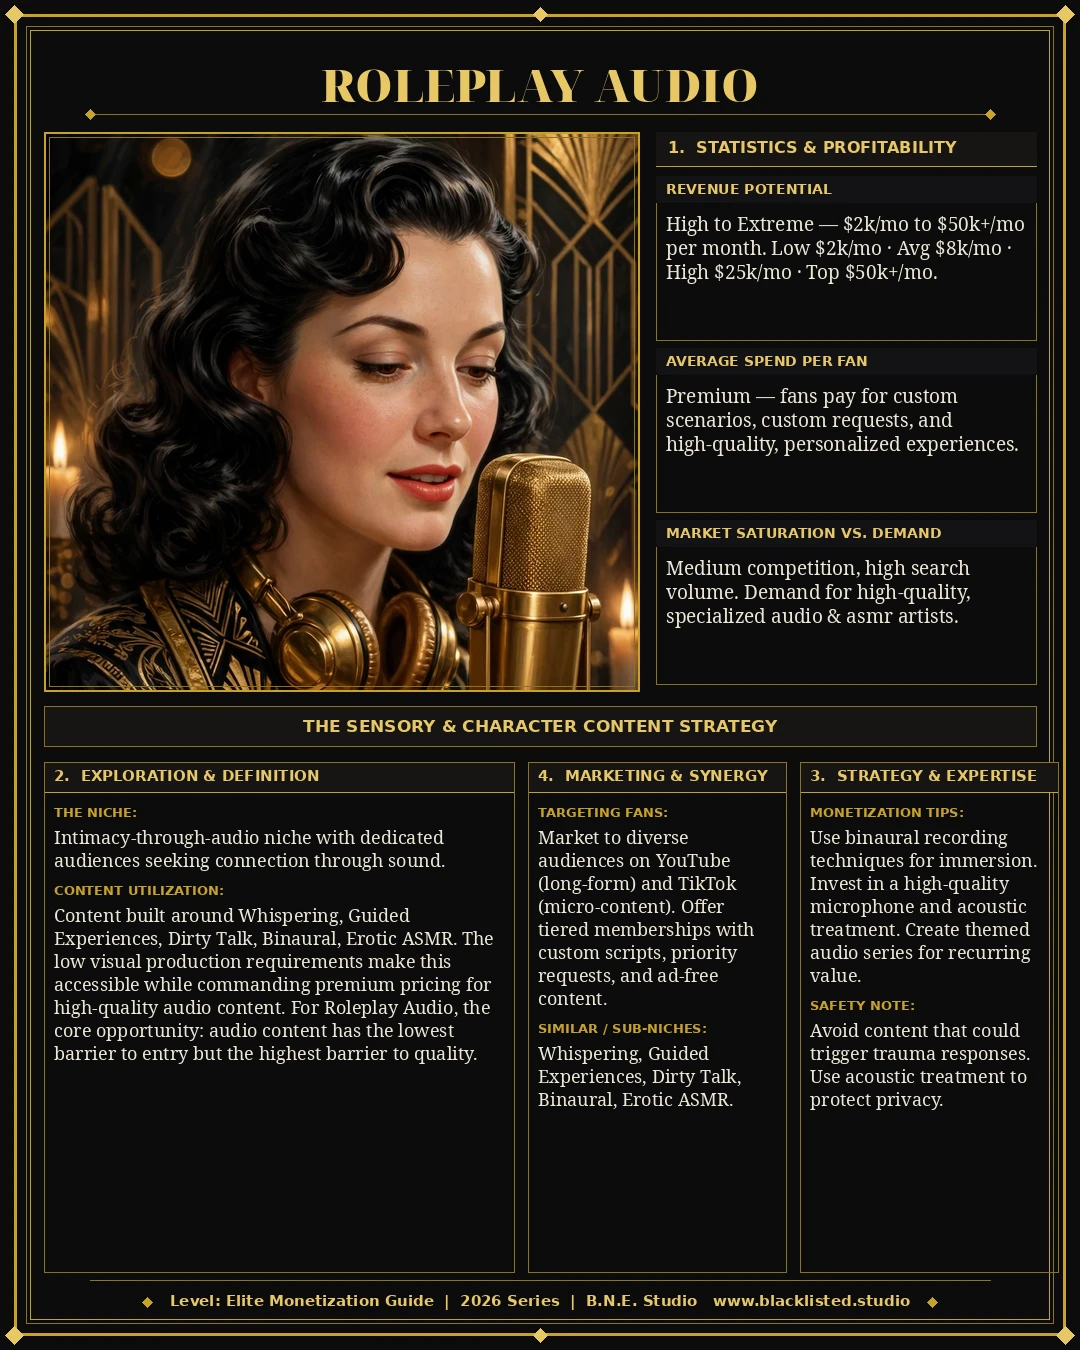 ROLEPLAY AUDIO
1. STATISTICS & PROFITABILITY
REVENUE POTENTIAL
High to Extreme — $2k/mo to $50k+/mo
per month. Low $2k/mo · Avg $8k/mo ·
High $25k/mo · Top $50k+/mo.
AVERAGE SPEND PER FAN
Premium — fans pay for custom
scenarios, custom requests, and
high-quality, personalized experiences.
MARKET SATURATION VS. DEMAND
Medium competition, high search
volume. Demand for high-quality,
specialized audio & asmr artists.
THE SENSORY & CHARACTER CONTENT STRATEGY
2. EXPLORATION & DEFINITION
THE NICHE:
Intimacy-through-audio niche with dedicated
audiences seeking connection through sound.
CONTENT UTILIZATION:
Content built around Whispering, Guided
Experiences, Dirty Talk, Binaural, Erotic ASMR. The
low visual production requirements make this
accessible while commanding premium pricing for
high-quality audio content. For Roleplay Audio, the
core opportunity: audio content has the lowest
barrier to entry but the highest barrier to quality.
4. MARKETING & SYNERGY
TARGETING FANS:
Market to diverse
audiences on YouTube
(long-form) and TikTok
(micro-content). Offer
tiered memberships with
custom scripts, priority
requests, and ad-free
content.
SIMILAR / SUB-NICHES:
Whispering, Guided
Experiences, Dirty Talk,
Binaural, Erotic ASMR.
3. STRATEGY & EXPERTISE
MONETIZATION TIPS:
Use binaural recording
techniques for immersion.
Invest in a high-quality
microphone and acoustic
treatment. Create themed
audio series for recurring
value.
SAFETY NOTE:
Avoid content that could
trigger trauma responses.
Use acoustic treatment to
protect privacy.
Level: Elite Monetization Guide | 2026 Series | B.N.E. Studio www.blacklisted.studio